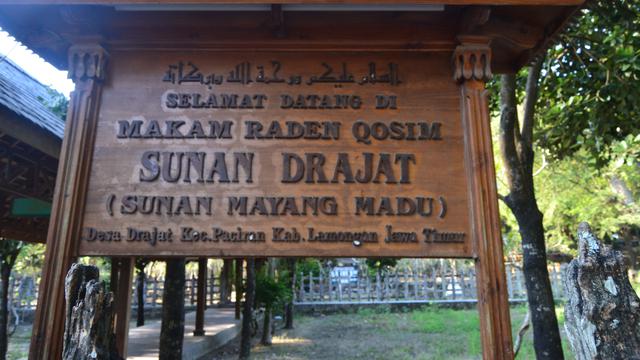 السلام عليكم ورحمة الله وبركاته
SELAMAT DATANG DI
MAKAM RADEN QOSIM
SUNAN DRAJAT
(SUNAN MAYANG MADU)
Desa Drajat Kec.Paciran Kab.Lamongan Jawa Timur